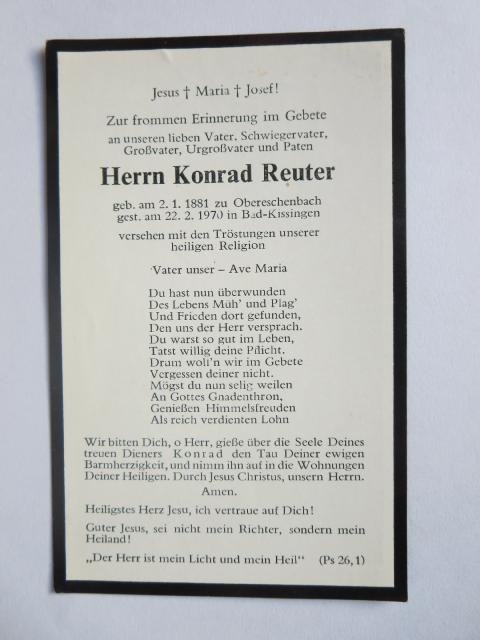 Jesus † Maria † Josef!
Zur frommen Erinnerung im Gebete
an unseren lieben Vater, Schwiegervater,
Großvater, Urgroßvater und Paten
Herrn Konrad Reuter
geb. am 2. 1. 1881 zu Obereschenbach
gest. am 22. 2. 1970 in Bad-Kissingen
versehen mit den Tröstungen unserer
heiligen Religion
Vater unser – Ave Maria
Du hast nun überwunden
Des Lebens Müh' und Plag'
Und Frieden dort gefunden,
Den uns der Herr versprach.
Du warst so gut im Leben,
Tatst willig deine Pflicht.
Drum woll'n wir im Gebete
Vergessen deiner nicht.
Mögst du nun selig weilen
An Gottes Gnadenthron,
Genießen Himmelsfreuden
Als reich verdienten Lohn
Wir bitten Dich, o Herr, gieße über die Seele Deines
treuen Dieners Konrad den Tau Deiner ewigen
Barmherzigkeit, und nimm ihn auf in die Wohnungen
Deiner Heiligen. Durch Jesus Christus, unsern Herrn.
Amen.
Heiligstes Herz Jesu, ich vertraue auf Dich!
Guter Jesus, sei nicht mein Richter, sondern mein
Heiland!
„Der Herr ist mein Licht und mein Heil" (Ps 26,1)